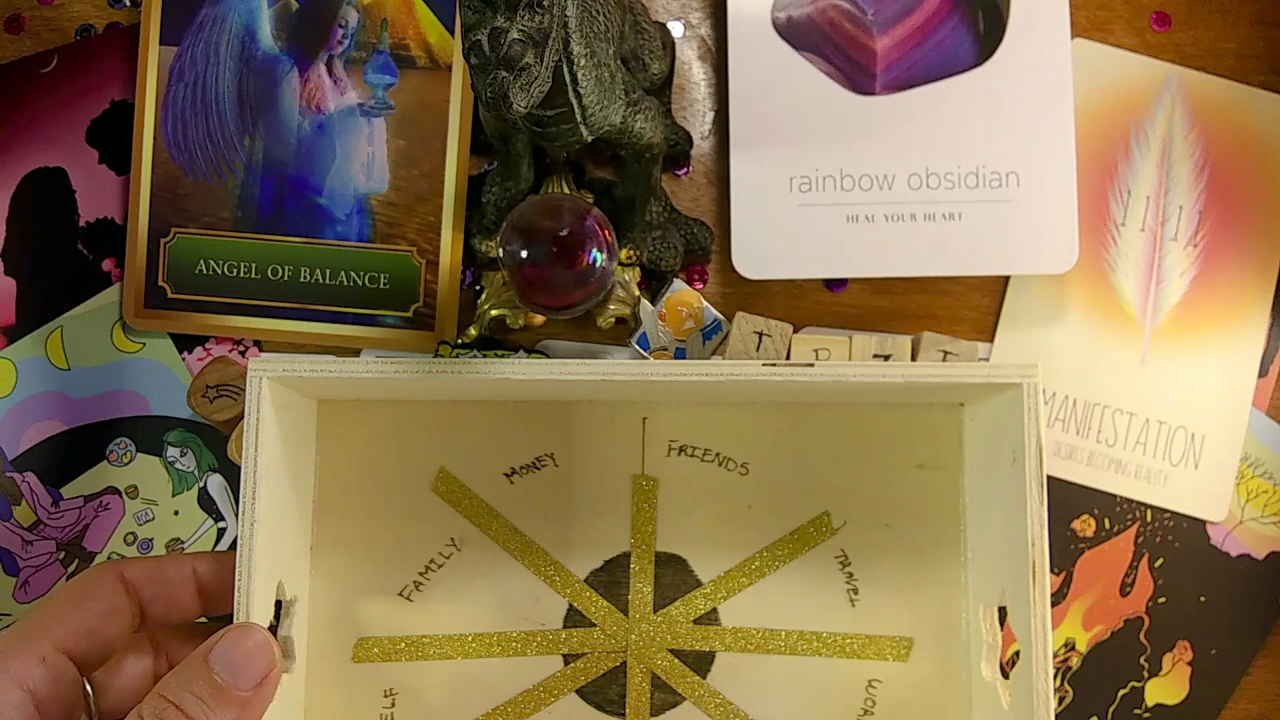 ANGEL OF BALANCE
rainbow obsidian
HEAL YOUR HEART
11 11
MANIFESTATION
DESIRES BECOMING REALITY
MONEY
FRIENDS
FAMILY
TRAVEL